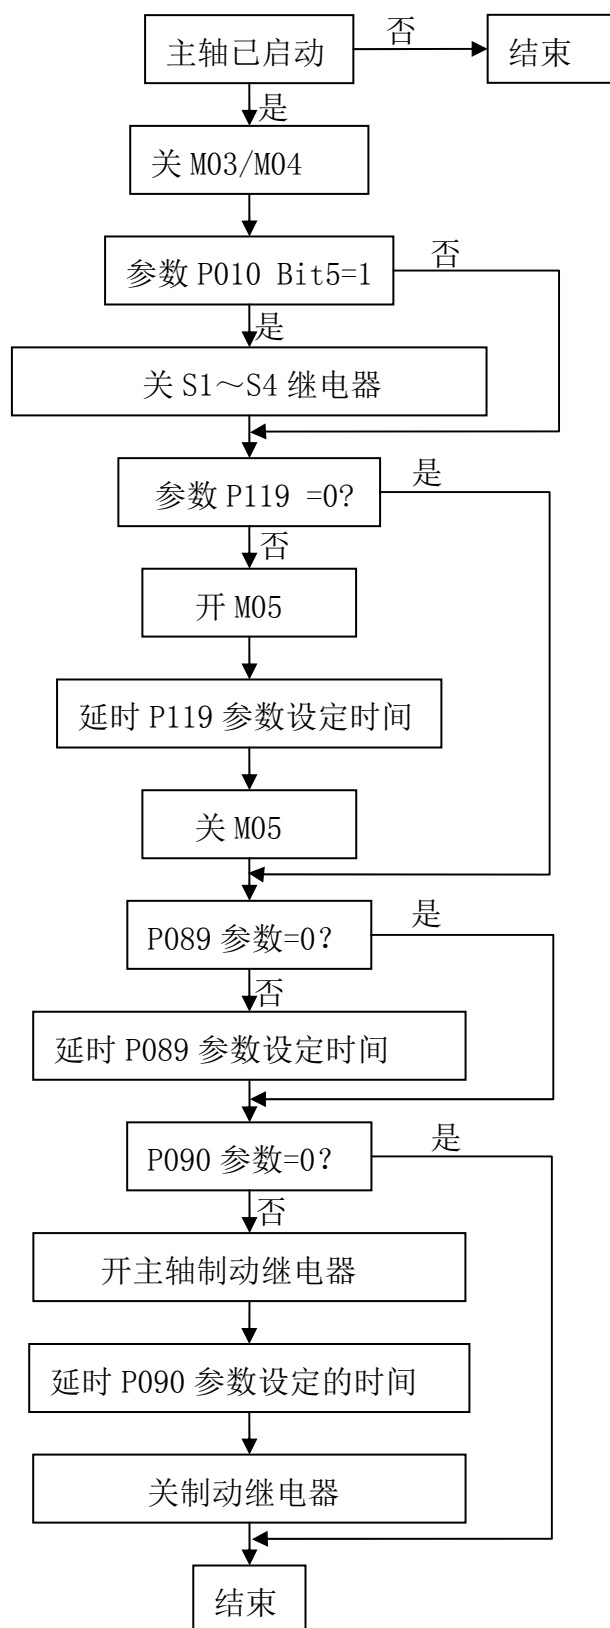 主轴已启动
否
结束
是
关 M03/M04
参数 P010 Bit5=1
否
是
关 S1～S4 继电器
参数 P119 =0?
是
否
开 M05
延时 P119 参数设定时间
关 M05
P089 参数=0？
是
否
延时 P089 参数设定时间
P090 参数=0？
是
否
开主轴制动继电器
延时 P090 参数设定的时间
关制动继电器
结束